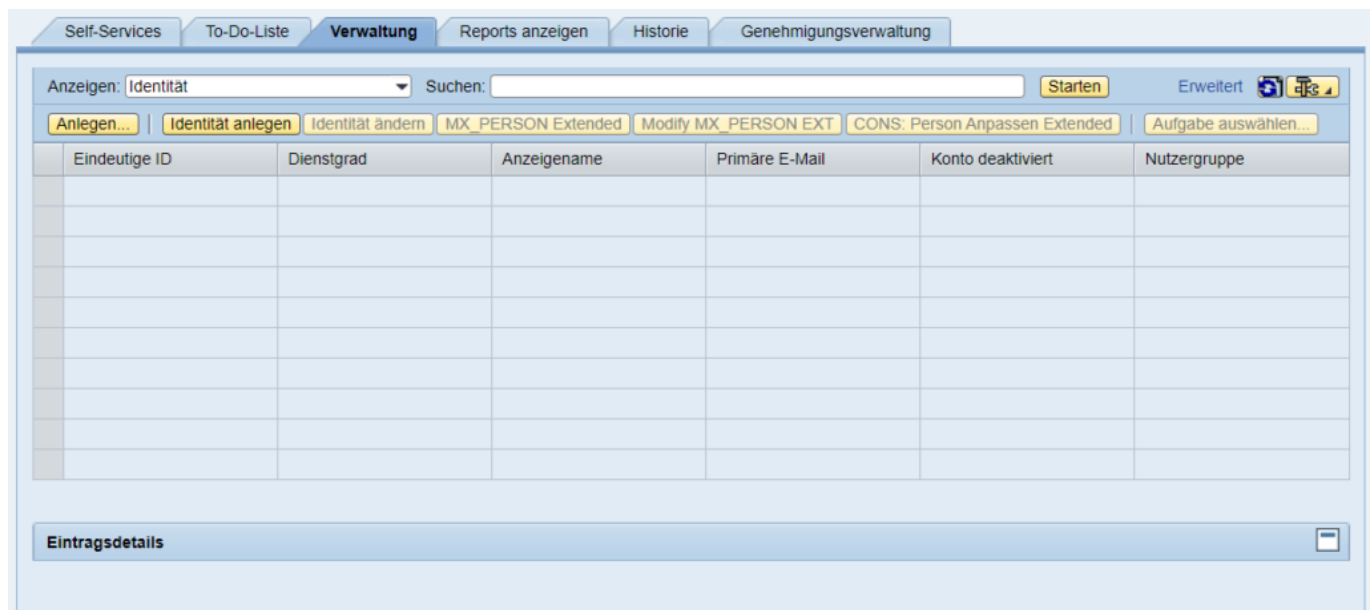 Self-Services To-Do-Liste Verwaltung Reports anzeigen Historie Genehmigungsverwaltung
Anzeigen: Identität Suchen: Starten Erweitert
Anlegen... Identität anlegen Identität ändern MX_PERSON Extended Modify MX_PERSON EXT CONS: Person Anpassen Extended Aufgabe auswählen...
Eindeutige ID Dienstgrad Anzeigename Primäre E-Mail Konto deaktiviert Nutzergruppe
Eintragsdetails